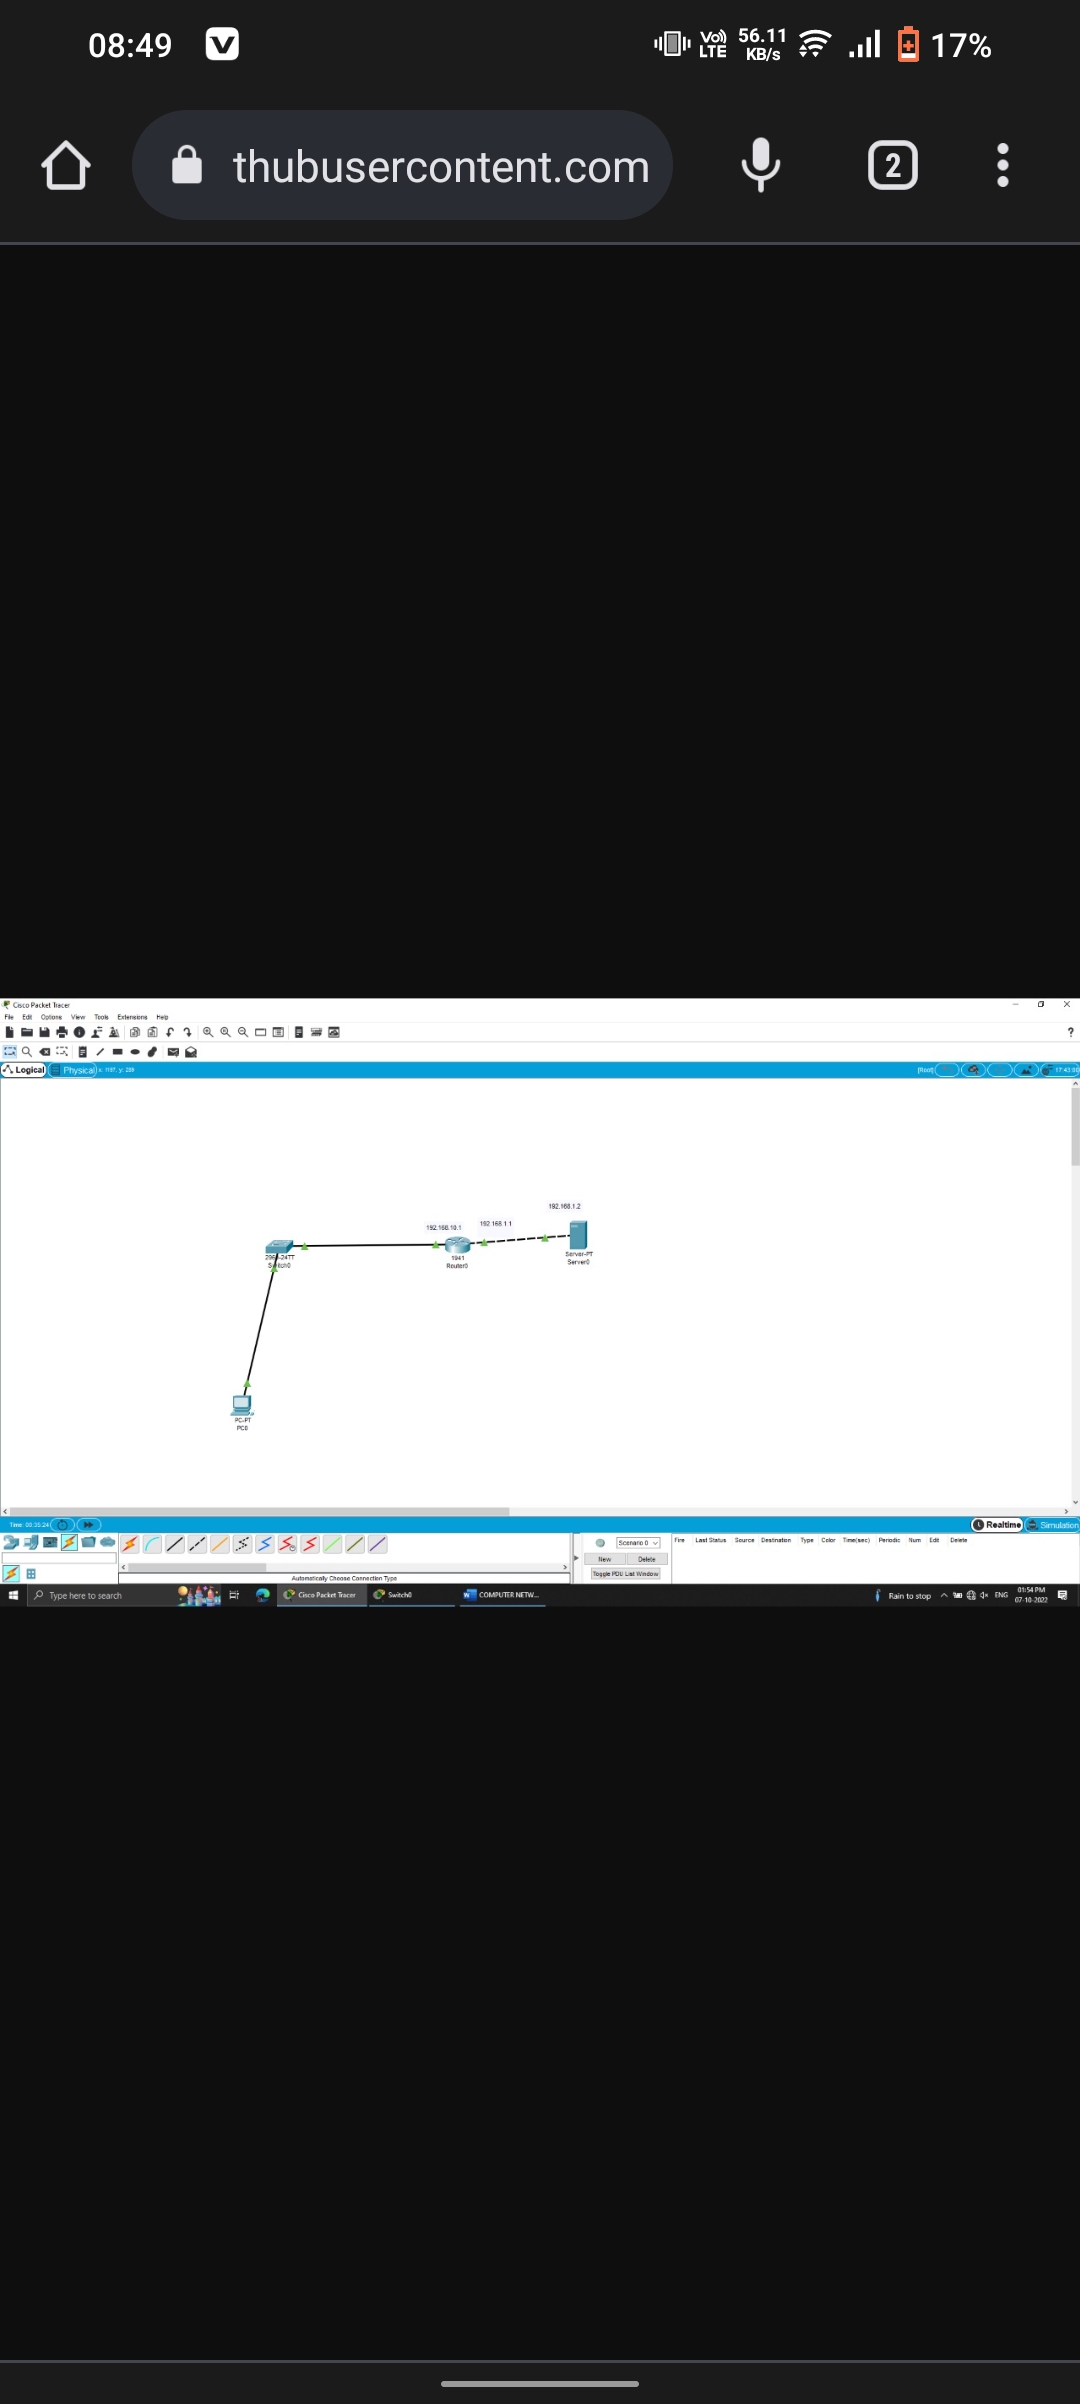 08:49
Vo) LTE
56.11 KB/s
17%
thubusercontent.com
2
Cisco Packet Tracer
File Edit Options View Tools Extensions Help
?
Logical Physical x: 1197, y: 289
[Root] 17:43:00
192.168.1.2
192.168.10.1
192.168.1.1
Switch0
1941
Router0
Server-PT
Server0
PC-PT
PC0
Time: 00:35:24
Realtime Simulation
Scenario 0
New Delete
Toggle PDU List Window
Fire Last Status Source Destination Type Color Time(sec) Periodic Num Edit Delete
Automatically Choose Connection Type
Type here to search
Cisco Packet Tracer
Switch0
COMPUTER NETW...
Rain to stop
ENG
01:54 PM
07-10-2022